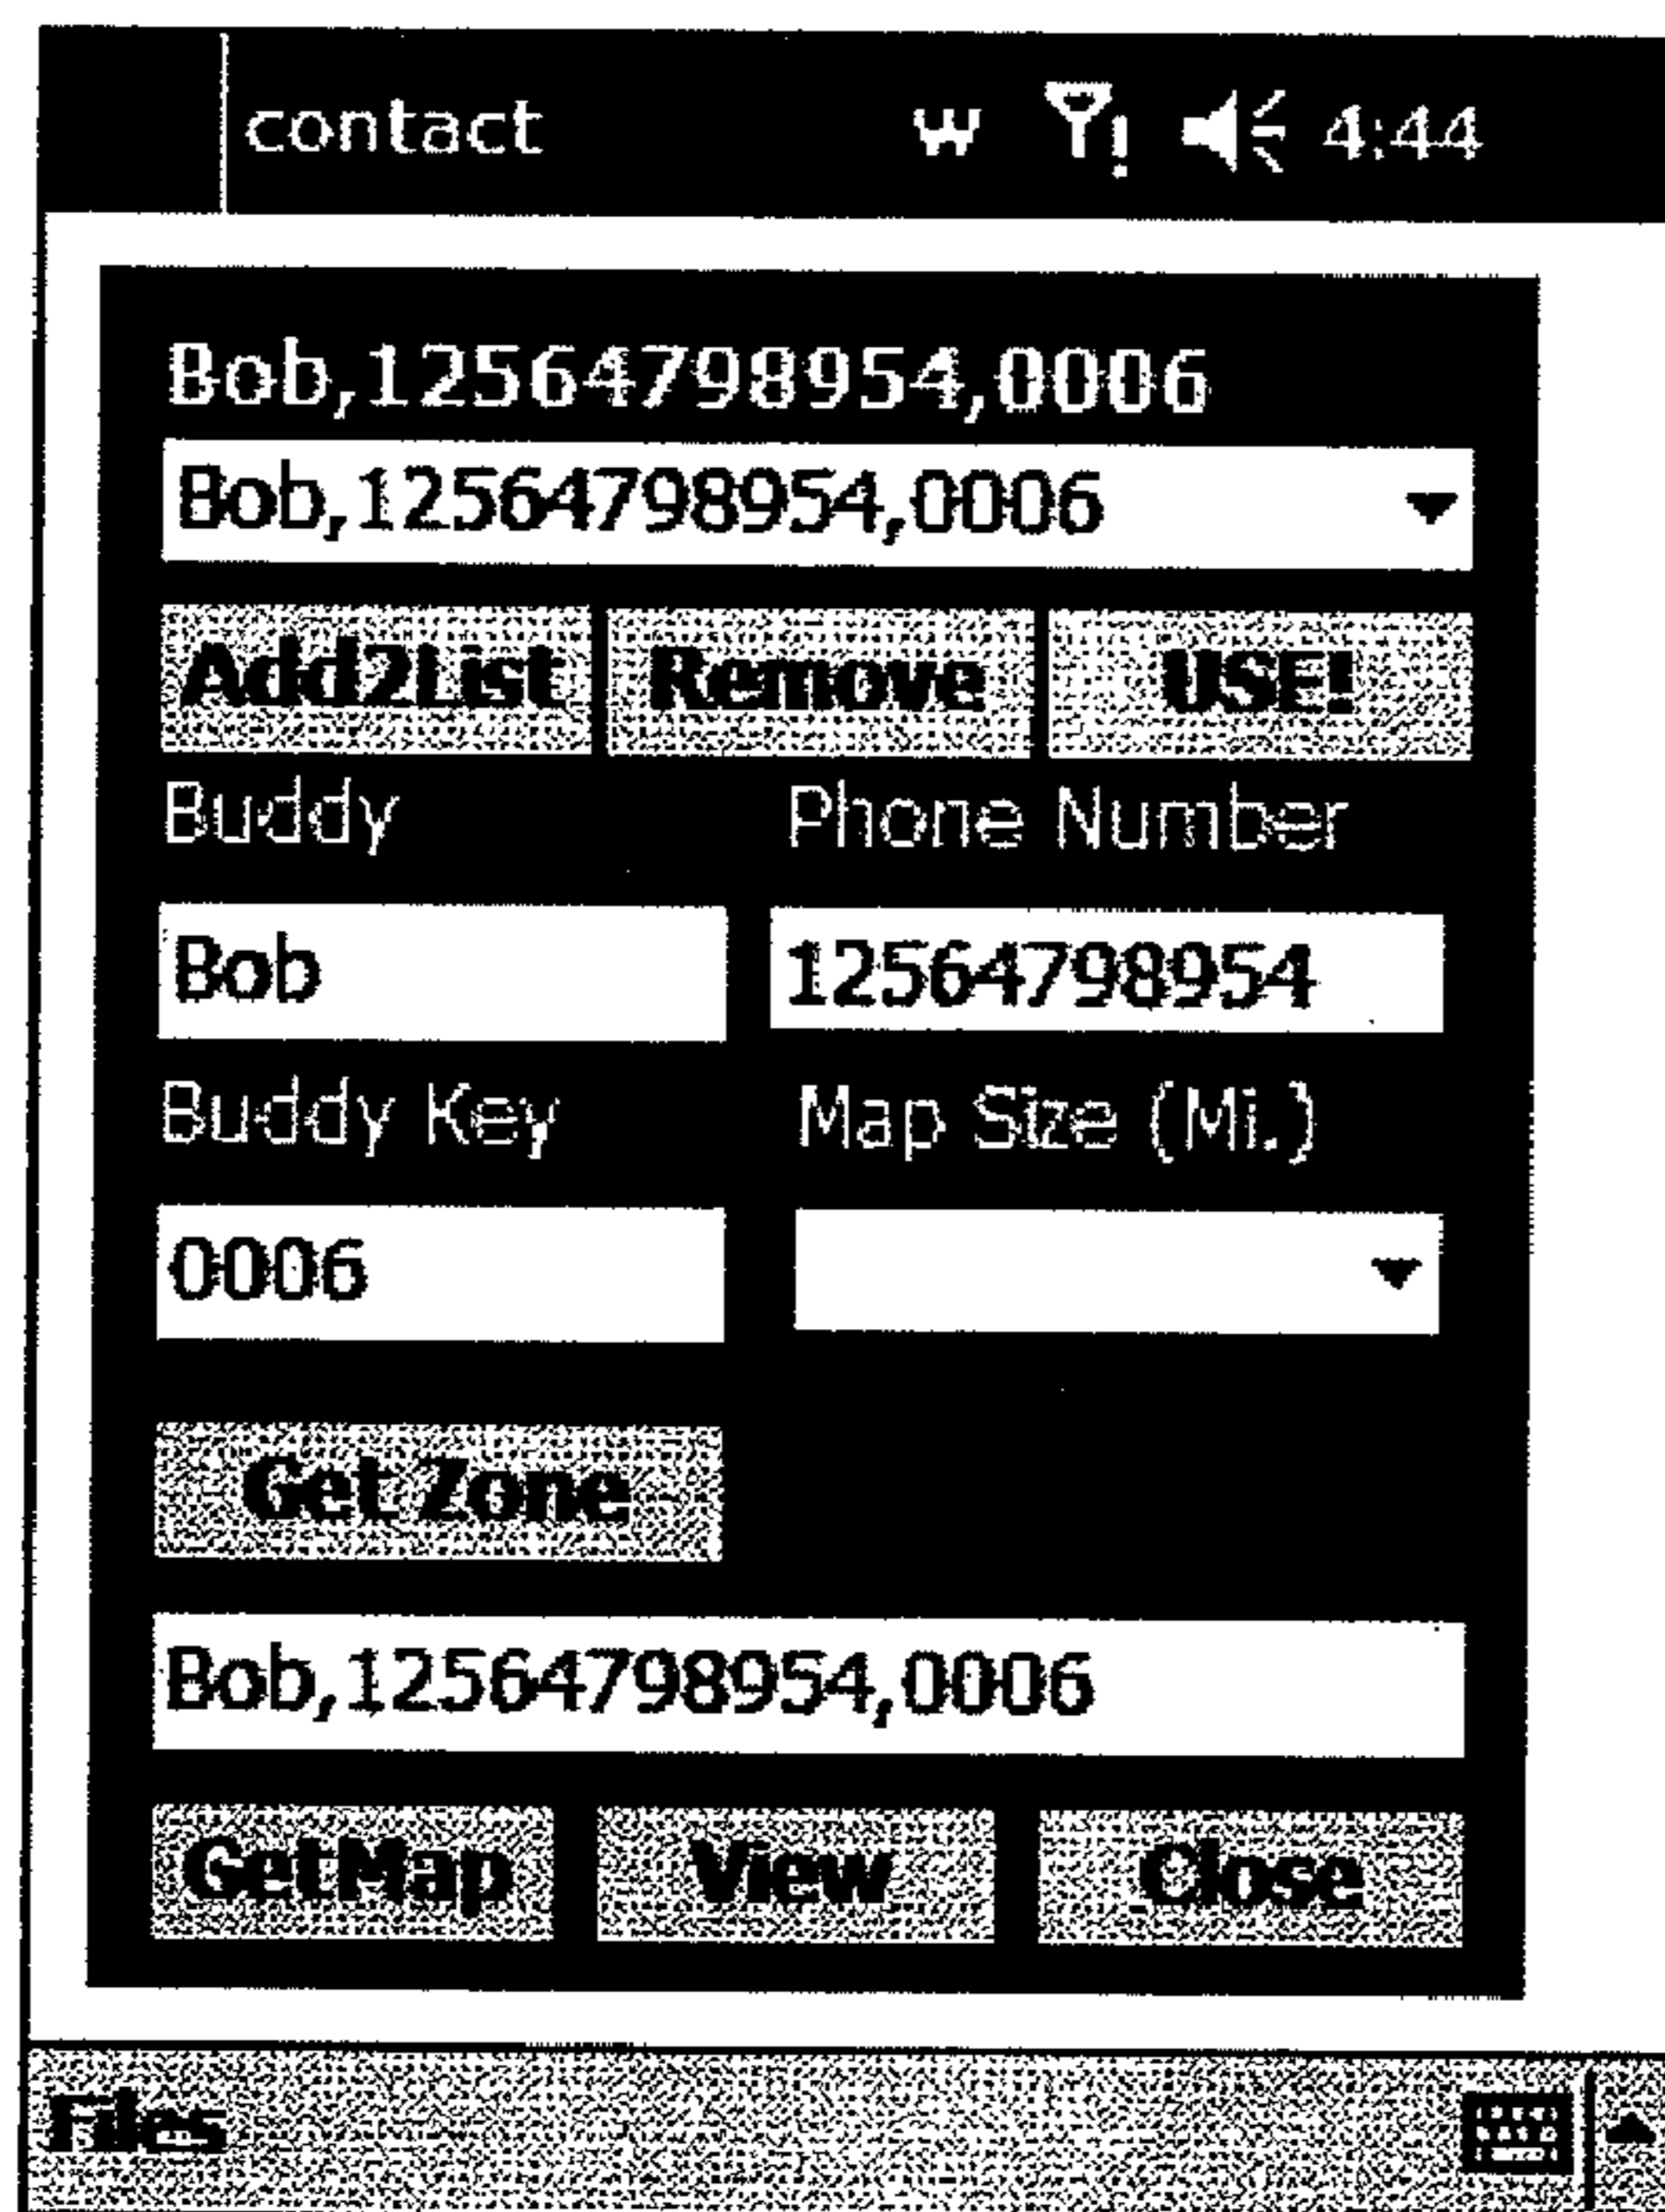 contact 4:44
Bob,12564798954,0006
Bob,12564798954,0006
Add2List Remove USE!
Buddy Phone Number
Bob 12564798954
Buddy Key Map Size (Mi.)
0006
Get Zone
Bob,12564798954,0006
GetMap View Close
Files